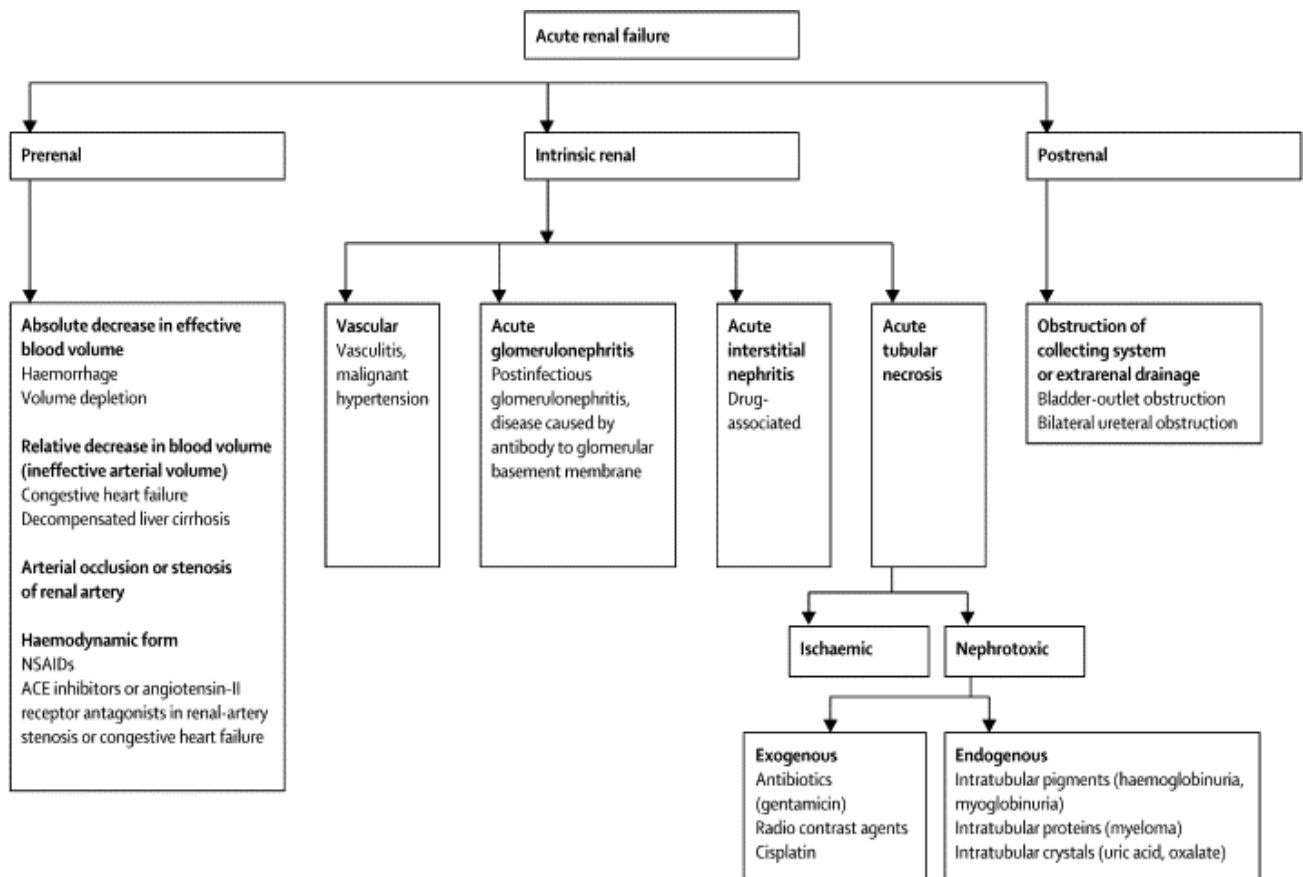 Acute renal failure
Prerenal
Intrinsic renal
Postrenal
Absolute decrease in effective
blood volume
Haemorrhage
Volume depletion
Relative decrease in blood volume
(ineffective arterial volume)
Congestive heart failure
Decompensated liver cirrhosis
Arterial occlusion or stenosis
of renal artery
Haemodynamic form
NSAIDs
ACE inhibitors or angiotensin-II
receptor antagonists in renal-artery
stenosis or congestive heart failure
Vascular
Vasculitis,
malignant
hypertension
Acute
glomerulonephritis
Postinfectious
glomerulonephritis,
disease caused by
antibody to glomerular
basement membrane
Acute
interstitial
nephritis
Drug-
associated
Acute
tubular
necrosis
Obstruction of
collecting system
or extrarenal drainage
Bladder-outlet obstruction
Bilateral ureteral obstruction
Ischaemic
Nephrotoxic
Exogenous
Antibiotics
(gentamicin)
Radio contrast agents
Cisplatin
Endogenous
Intratubular pigments (haemoglobinuria,
myoglobinuria)
Intratubular proteins (myeloma)
Intratubular crystals (uric acid, oxalate)